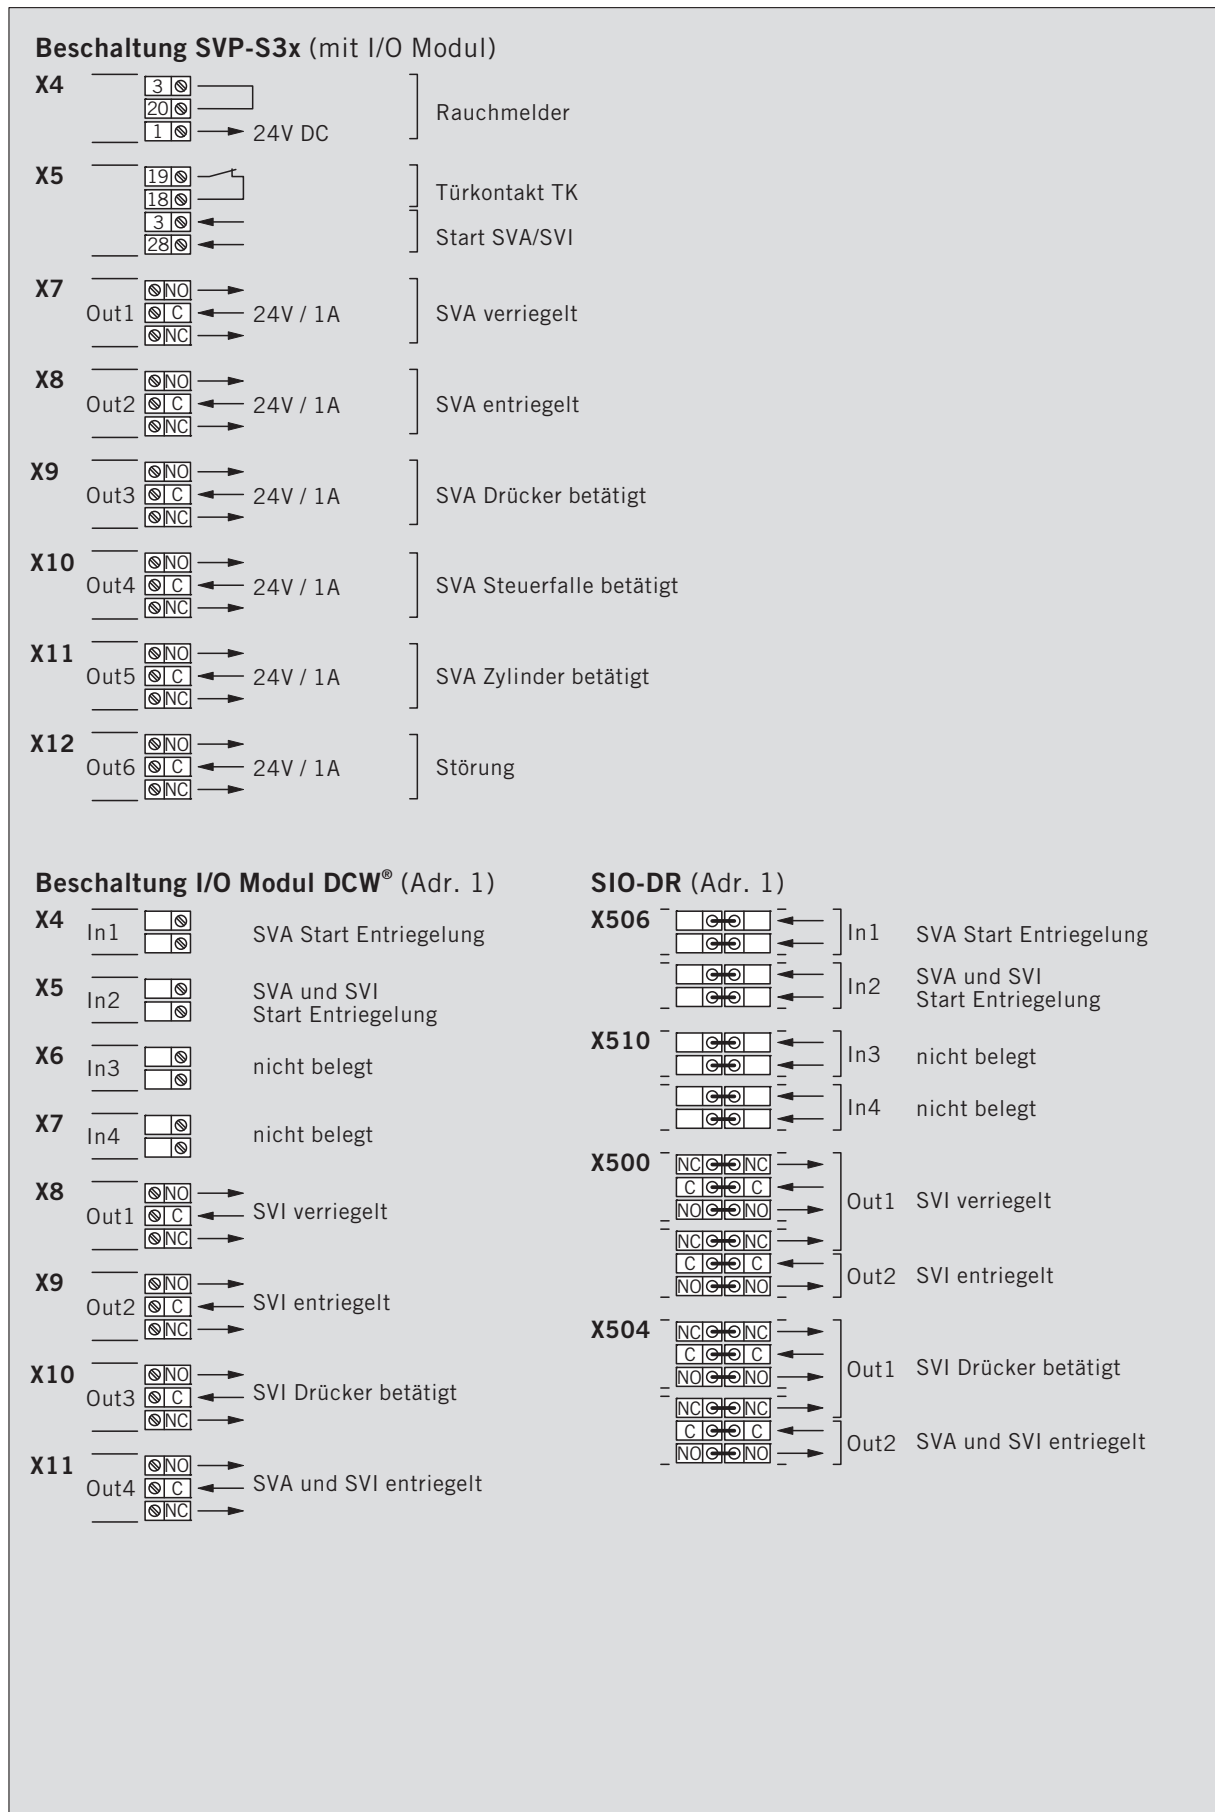 Beschaltung SVP-S3x (mit I/O Modul)
X4
3
20
1 24V DC
Rauchmelder
X5
19
18
Türkontakt TK
3
28
Start SVA/SVI
X7
NO
Out1 C 24V / 1A SVA verriegelt
NC
X8
NO
Out2 C 24V / 1A SVA entriegelt
NC
X9
NO
Out3 C 24V / 1A SVA Drücker betätigt
NC
X10
NO
Out4 C 24V / 1A SVA Steuerfalle betätigt
NC
X11
NO
Out5 C 24V / 1A SVA Zylinder betätigt
NC
X12
NO
Out6 C 24V / 1A Störung
NC
Beschaltung I/O Modul DCW® (Adr. 1)
X4
In1 SVA Start Entriegelung
X5
In2 SVA und SVI
Start Entriegelung
X6
In3 nicht belegt
X7
In4 nicht belegt
X8
NO
Out1 C SVI verriegelt
NC
X9
NO
Out2 C SVI entriegelt
NC
X10
NO
Out3 C SVI Drücker betätigt
NC
X11
NO
Out4 C SVA und SVI entriegelt
NC
SIO-DR (Adr. 1)
X506
In1 SVA Start Entriegelung
In2 SVA und SVI
Start Entriegelung
X510
In3 nicht belegt
In4 nicht belegt
X500
NC NC
C C
NO NO
Out1 SVI verriegelt
NC NC
C C
NO NO
Out2 SVI entriegelt
X504
NC NC
C C
NO NO
Out1 SVI Drücker betätigt
NC NC
C C
NO NO
Out2 SVA und SVI entriegelt